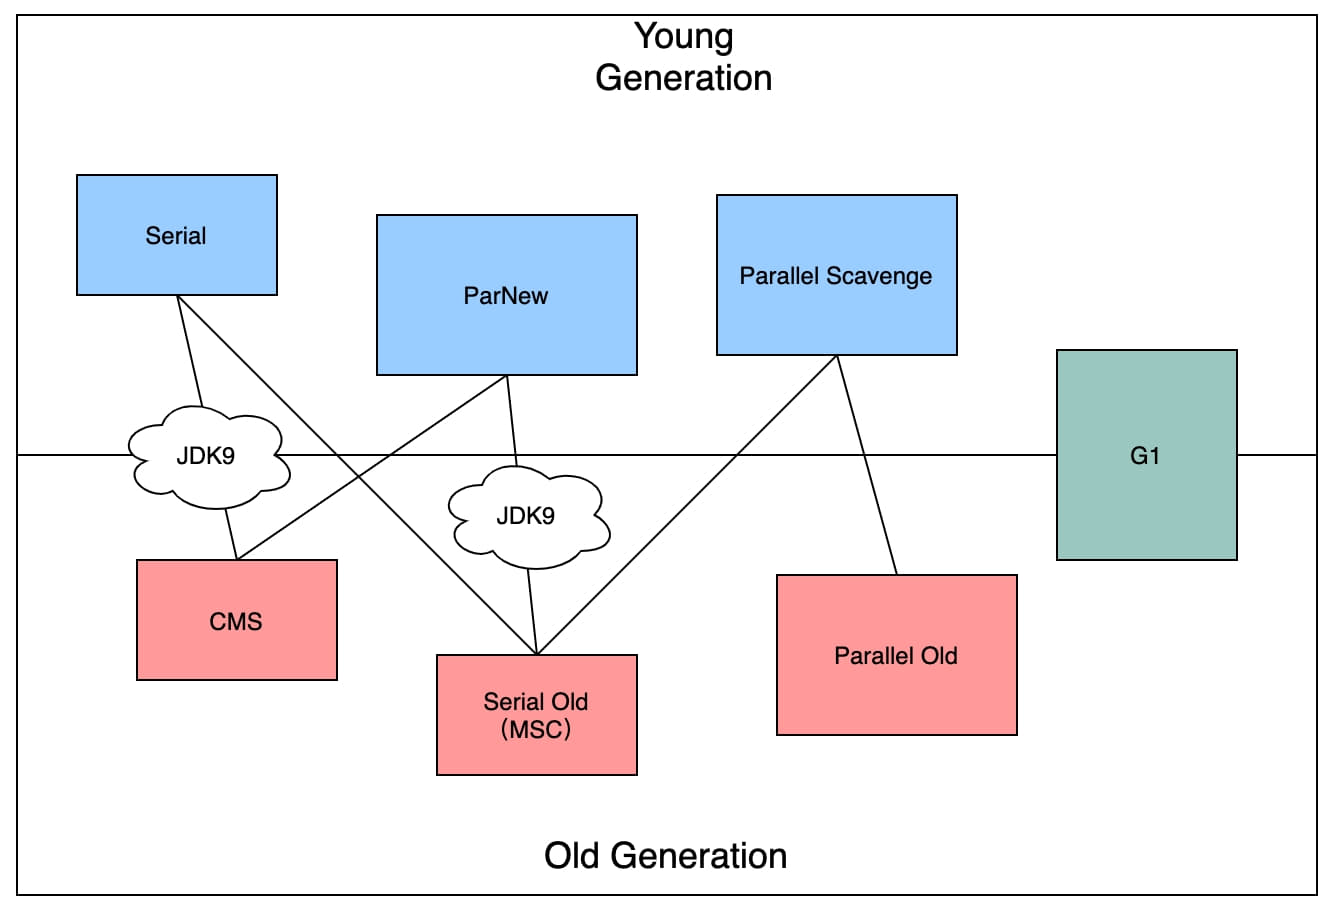 Young
Generation
Serial
ParNew
Parallel Scavenge
JDK9
G1
JDK9
CMS
Serial Old
（MSC）
Parallel Old
Old Generation